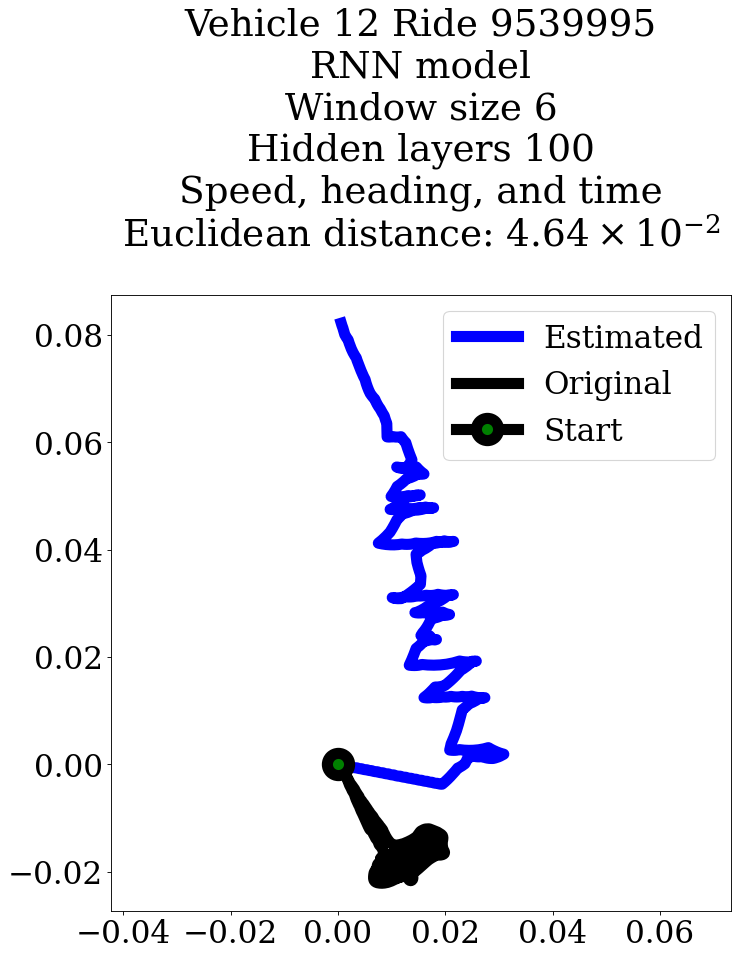 Vehicle 12 Ride 9539995
RNN model
Window size 6
Hidden layers 100
Speed, heading, and time
Euclidean distance: 4.64 × 10⁻²
Estimated
Original
Start
0.08
0.06
0.04
0.02
0.00
−0.02
−0.04 −0.02 0.00 0.02 0.04 0.06